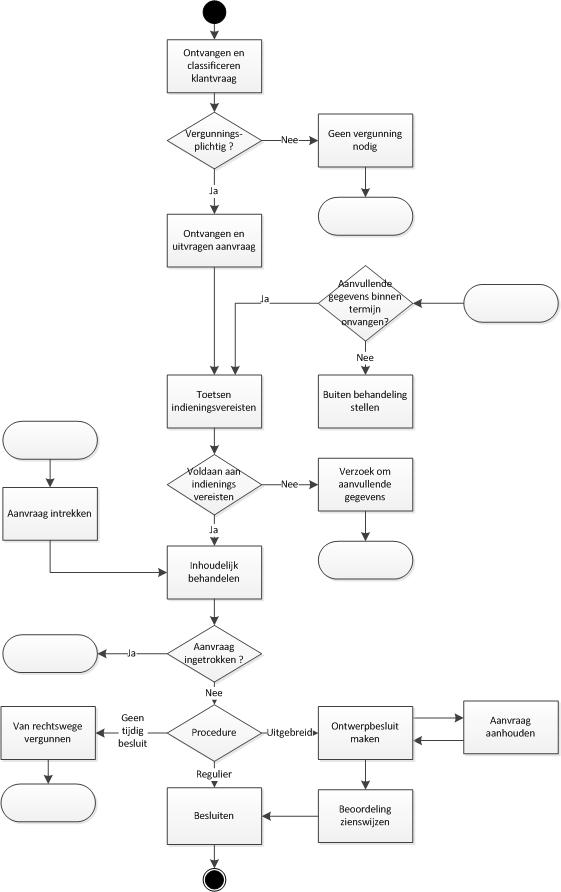 Ontvangen en
classificeren
klantvraag
Vergunnings-
plichtig ?
Nee
Geen vergunning
nodig
Ja
Ontvangen en
uitvragen aanvraag
Aanvullende
gegevens binnen
termijn
onvangen?
Ja
Nee
Toetsen
indieningsvereisten
Buiten behandeling
stellen
Voldaan aan
indienings
vereisten
Nee
Verzoek om
aanvullende
gegevens
Aanvraag intrekken
Ja
Inhoudelijk
behandelen
Aanvraag
ingetrokken ?
Ja
Nee
Van rechtswege
vergunnen
Geen
tijdig
besluit
Procedure
Uitgebreid
Ontwerpbesluit
maken
Aanvraag
aanhouden
Regulier
Besluiten
Beoordeling
zienswijzen